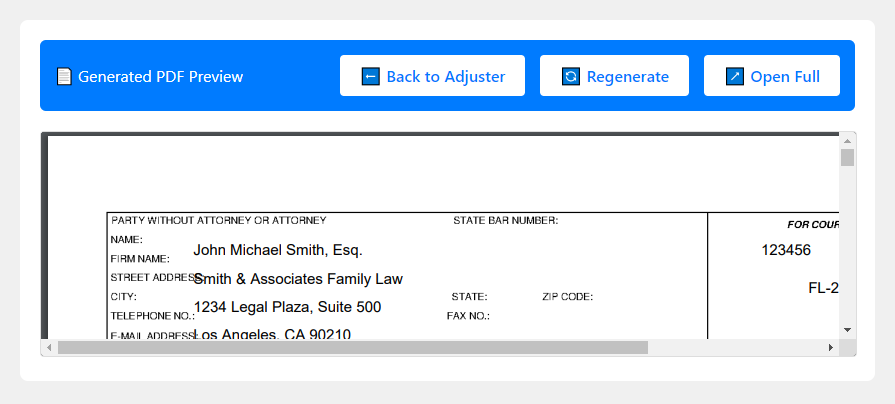 Generated PDF Preview
Back to Adjuster
Regenerate
Open Full
PARTY WITHOUT ATTORNEY OR ATTORNEY STATE BAR NUMBER: FOR COUR
NAME:
John Michael Smith, Esq. 123456
FIRM NAME:
STREET ADDRESS: Smith & Associates Family Law
FL-2
CITY: STATE: ZIP CODE:
1234 Legal Plaza, Suite 500
TELEPHONE NO.: FAX NO.:
E-MAIL ADDRESS: Los Angeles, CA 90210